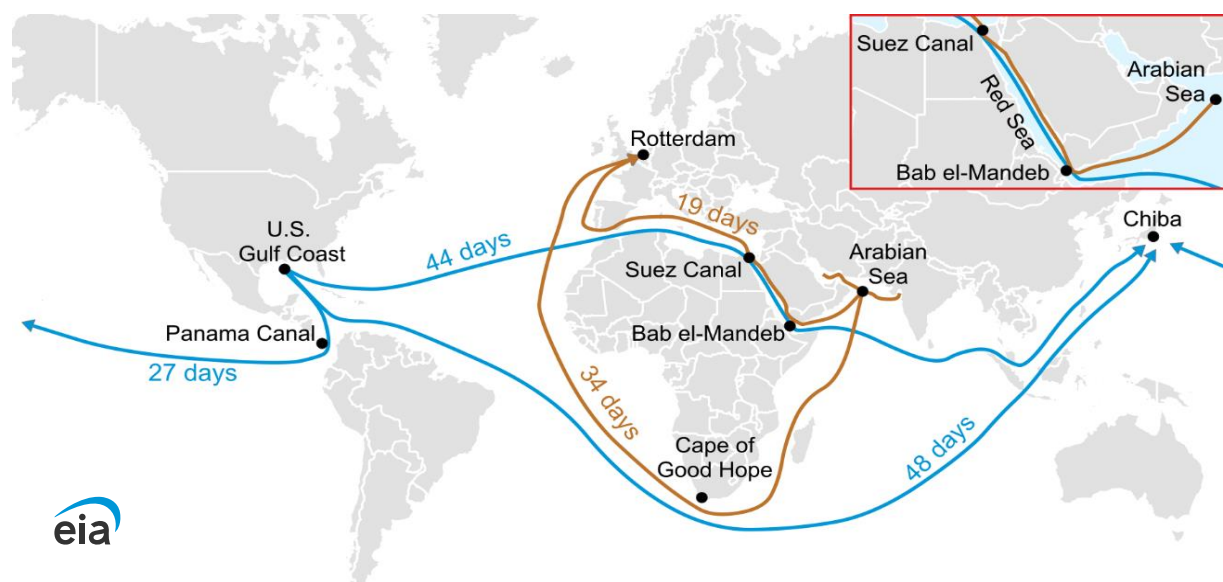 Suez Canal
Arabian
Sea
Red Sea
Bab el-Mandeb
Rotterdam
19 days
U.S.
Gulf Coast
44 days
Suez Canal
Arabian
Sea
Chiba
Panama Canal
Bab el-Mandeb
27 days
34 days
Cape of
Good Hope
48 days
eia